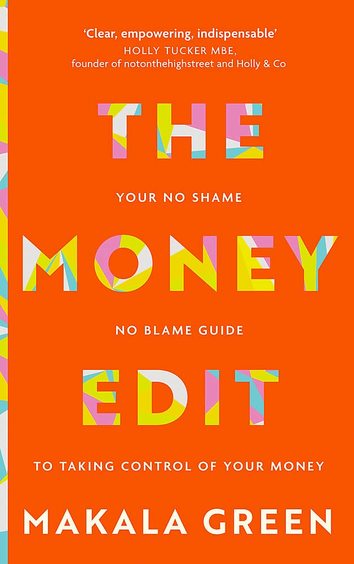 ‘Clear, empowering, indispensable’
HOLLY TUCKER MBE,
founder of notonthehighstreet and Holly & Co
THE
YOUR NO SHAME
MONEY
NO BLAME GUIDE
EDIT
TO TAKING CONTROL OF YOUR MONEY
MAKALA GREEN